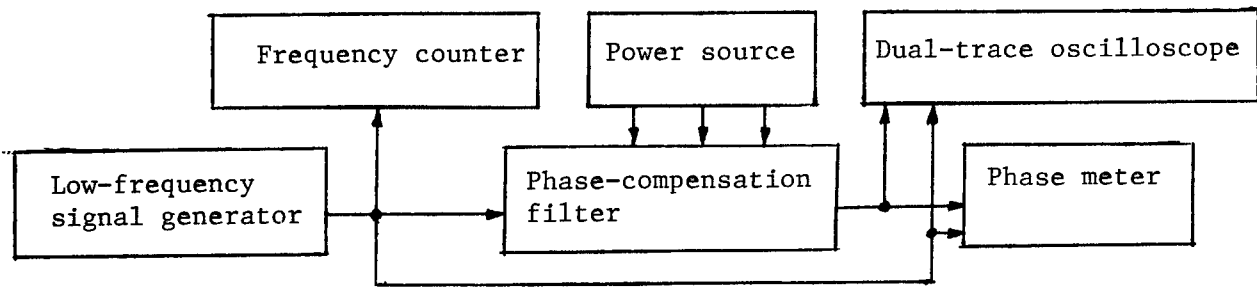 Frequency counter
Power source
Dual-trace oscilloscope
Low-frequency
signal generator
Phase-compensation
filter
Phase meter